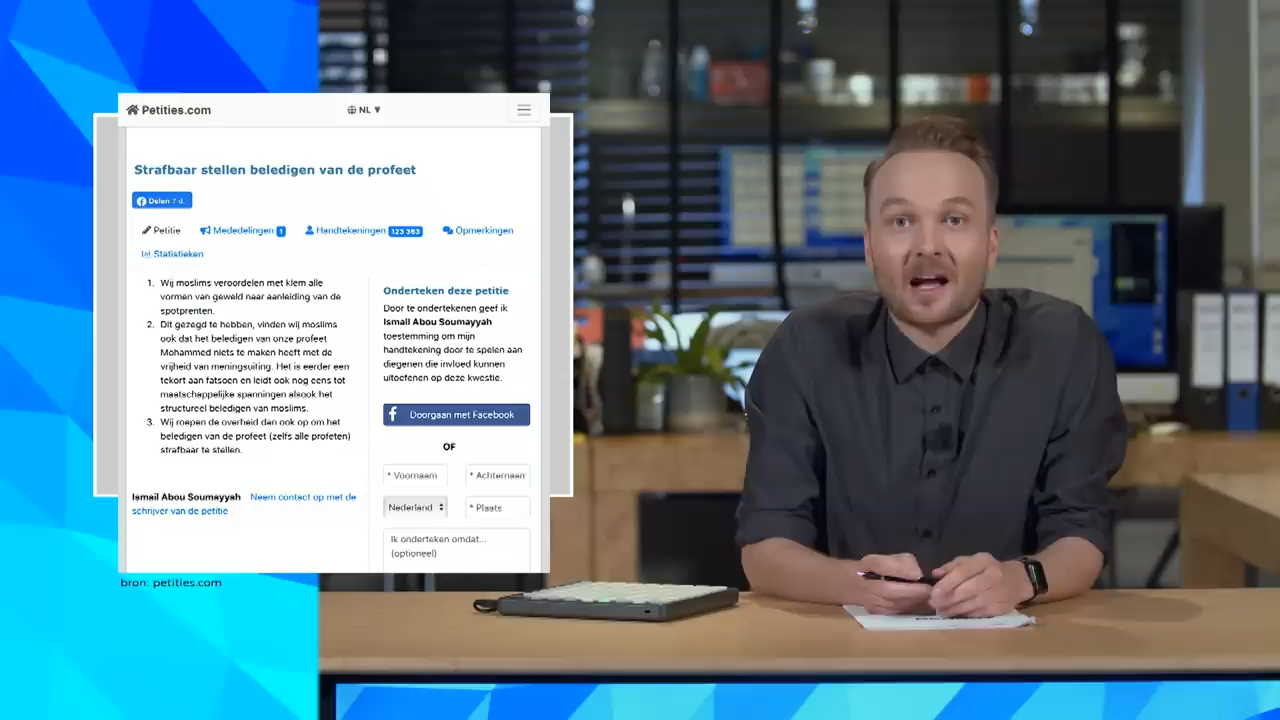 Petities.com
NL
Strafbaar stellen beledigen van de profeet
Delen 7 d.
Petitie
Mededelingen 1
Handtekeningen 123 363
Opmerkingen
Statistieken
1. Wij moslims veroordelen met klem alle
vormen van geweld naar aanleiding van de
spotprenten.
2. Dit gezegd te hebben, vinden wij moslims
ook dat het beledigen van onze profeet
Mohammed niets te maken heeft met de
vrijheid van meningsuiting. Het is eerder een
tekort aan fatsoen en leidt ook nog eens tot
maatschappelijke spanningen alsook het
structureel beledigen van moslims.
3. Wij roepen de overheid dan ook op om het
beledigen van de profeet (zelfs alle profeten)
strafbaar te stellen.
Ismail Abou Soumayyah Neem contact op met de
schrijver van de petitie
Onderteken deze petitie
Door te ondertekenen geef ik
Ismail Abou Soumayyah
toestemming om mijn
handtekening door te spelen aan
diegenen die invloed kunnen
uitoefenen op deze kwestie.
Doorgaan met Facebook
OF
* Voornaam
* Achternaam
Nederland
* Plaats
Ik onderteken omdat...
(optioneel)
bron: petities.com